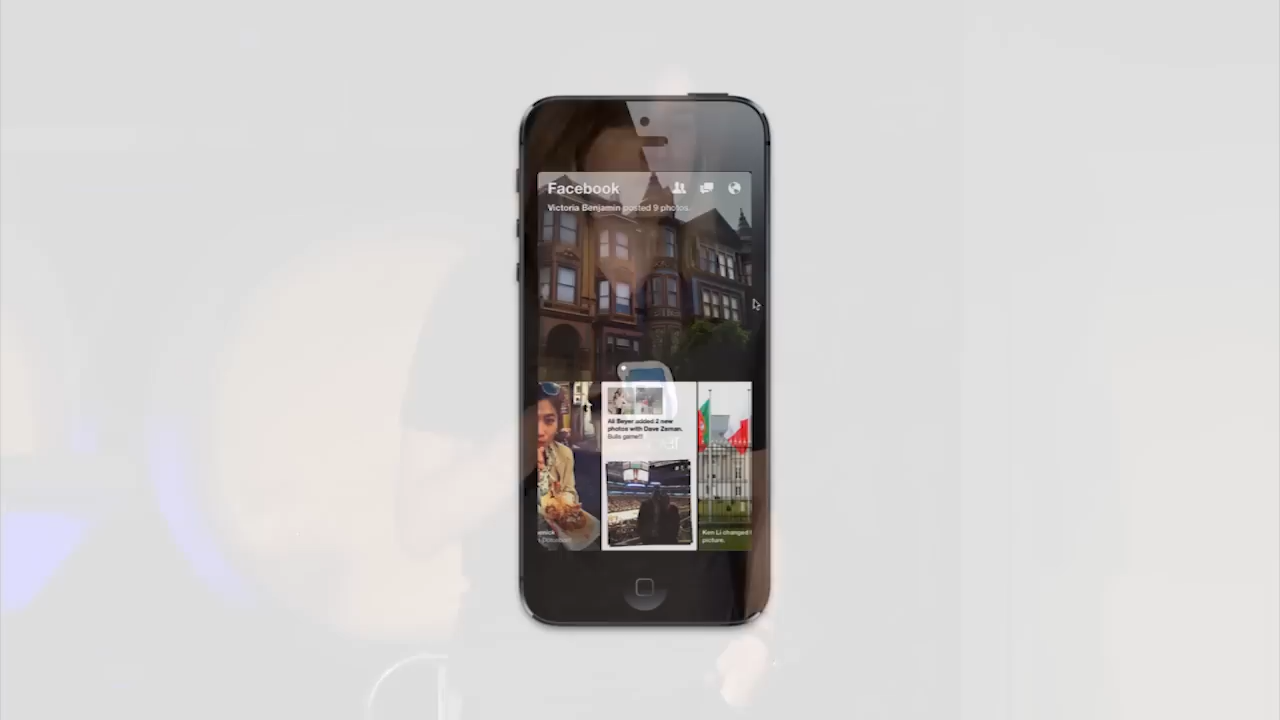 Facebook
Victoria Benjamin posted 9 photos.
Ali Beyer added 2 new
photos with Dave Zeman.
Bulls game!!!
Ken Li changed
picture.